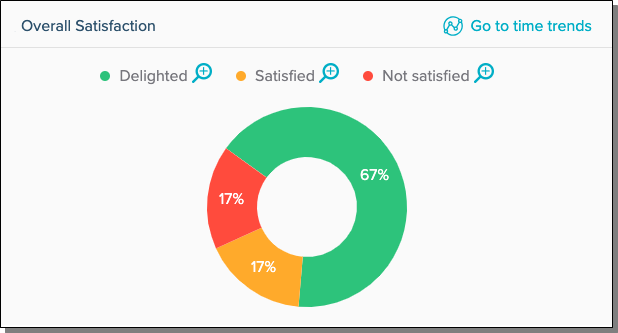 Overall Satisfaction Go to time trends
Delighted Satisfied Not satisfied
67%
17%
17%